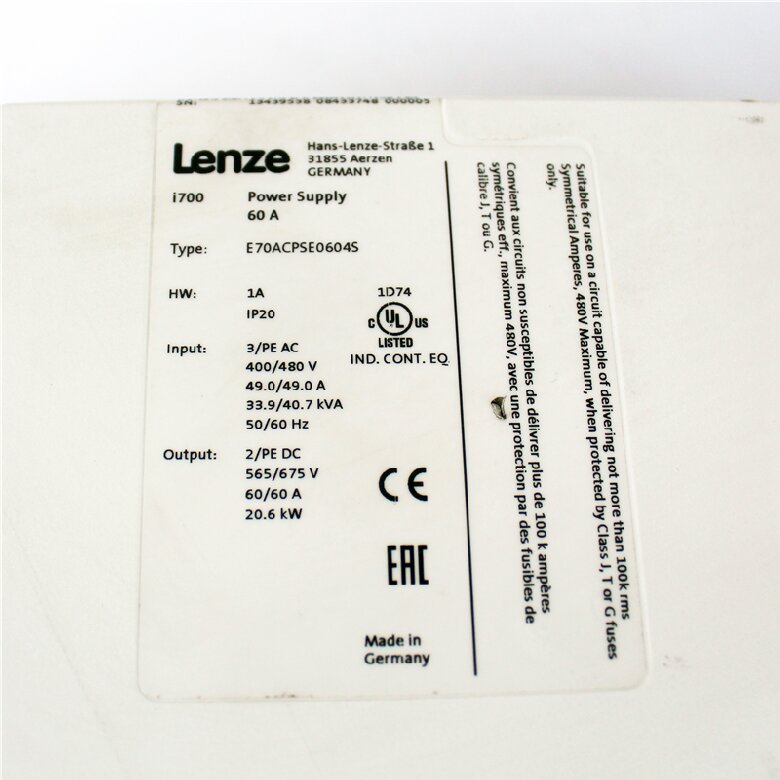 SN:
Lenze
Hans-Lenze-Straße 1
31855 Aerzen
GERMANY
i700 Power Supply
60 A
Type: E70ACPSE0604S
HW: 1A 1D74
IP20
C UL US
LISTED
IND. CONT. EQ
Input: 3/PE AC
400/480 V
49.0/49.0 A
33.9/40.7 kVA
50/60 Hz
Output: 2/PE DC
565/675 V
60/60 A
20.6 kW
CE
EAC
Made in
Germany
Suitable for use on a circuit capable of delivering not more than 100k rms
Symmetrical Amperes, 480V Maximum, when protected by Class J, T or G fuses
only.
Convient aux circuits non susceptibles de délivrer plus de 100 k ampères
symétriques eff., maximum 480V, avec une protection par des fusibles de
calibre J, T ou G.